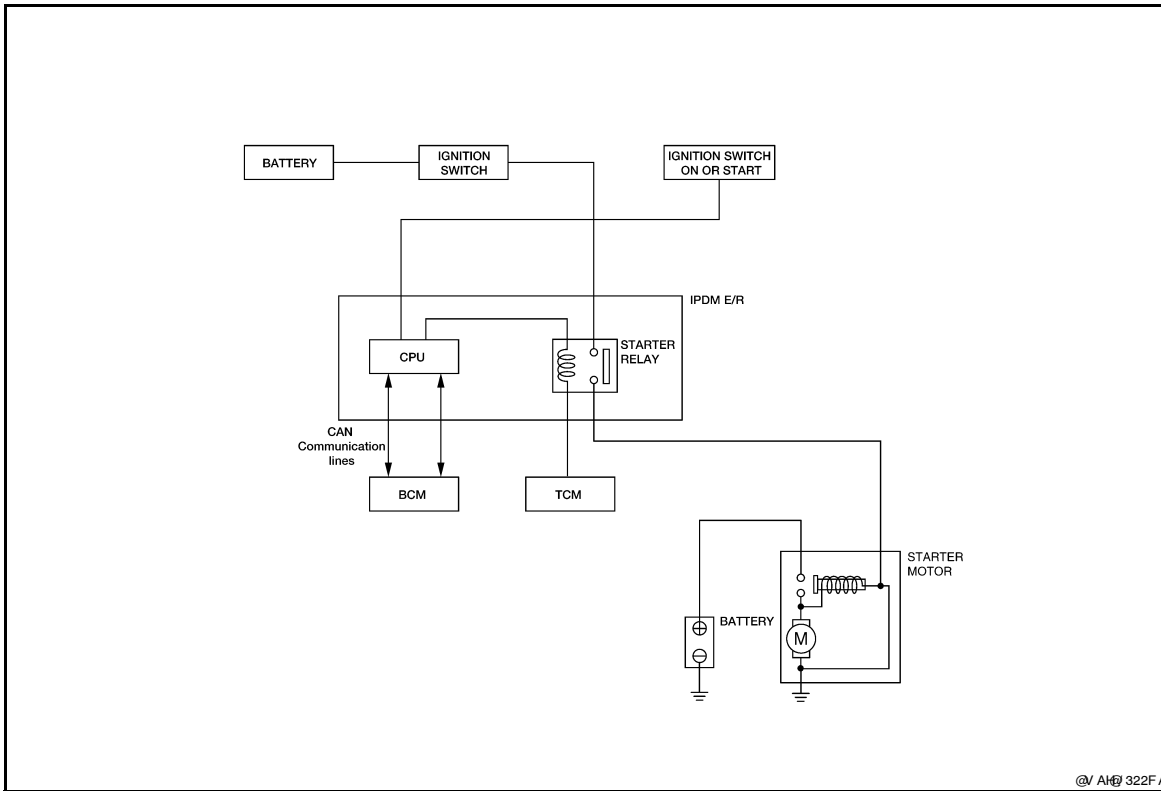 BATTERY
IGNITION
SWITCH
IGNITION SWITCH
ON OR START
IPDM E/R
CPU
STARTER
RELAY
CAN
Communication
lines
BCM
TCM
STARTER
MOTOR
BATTERY
M
322F